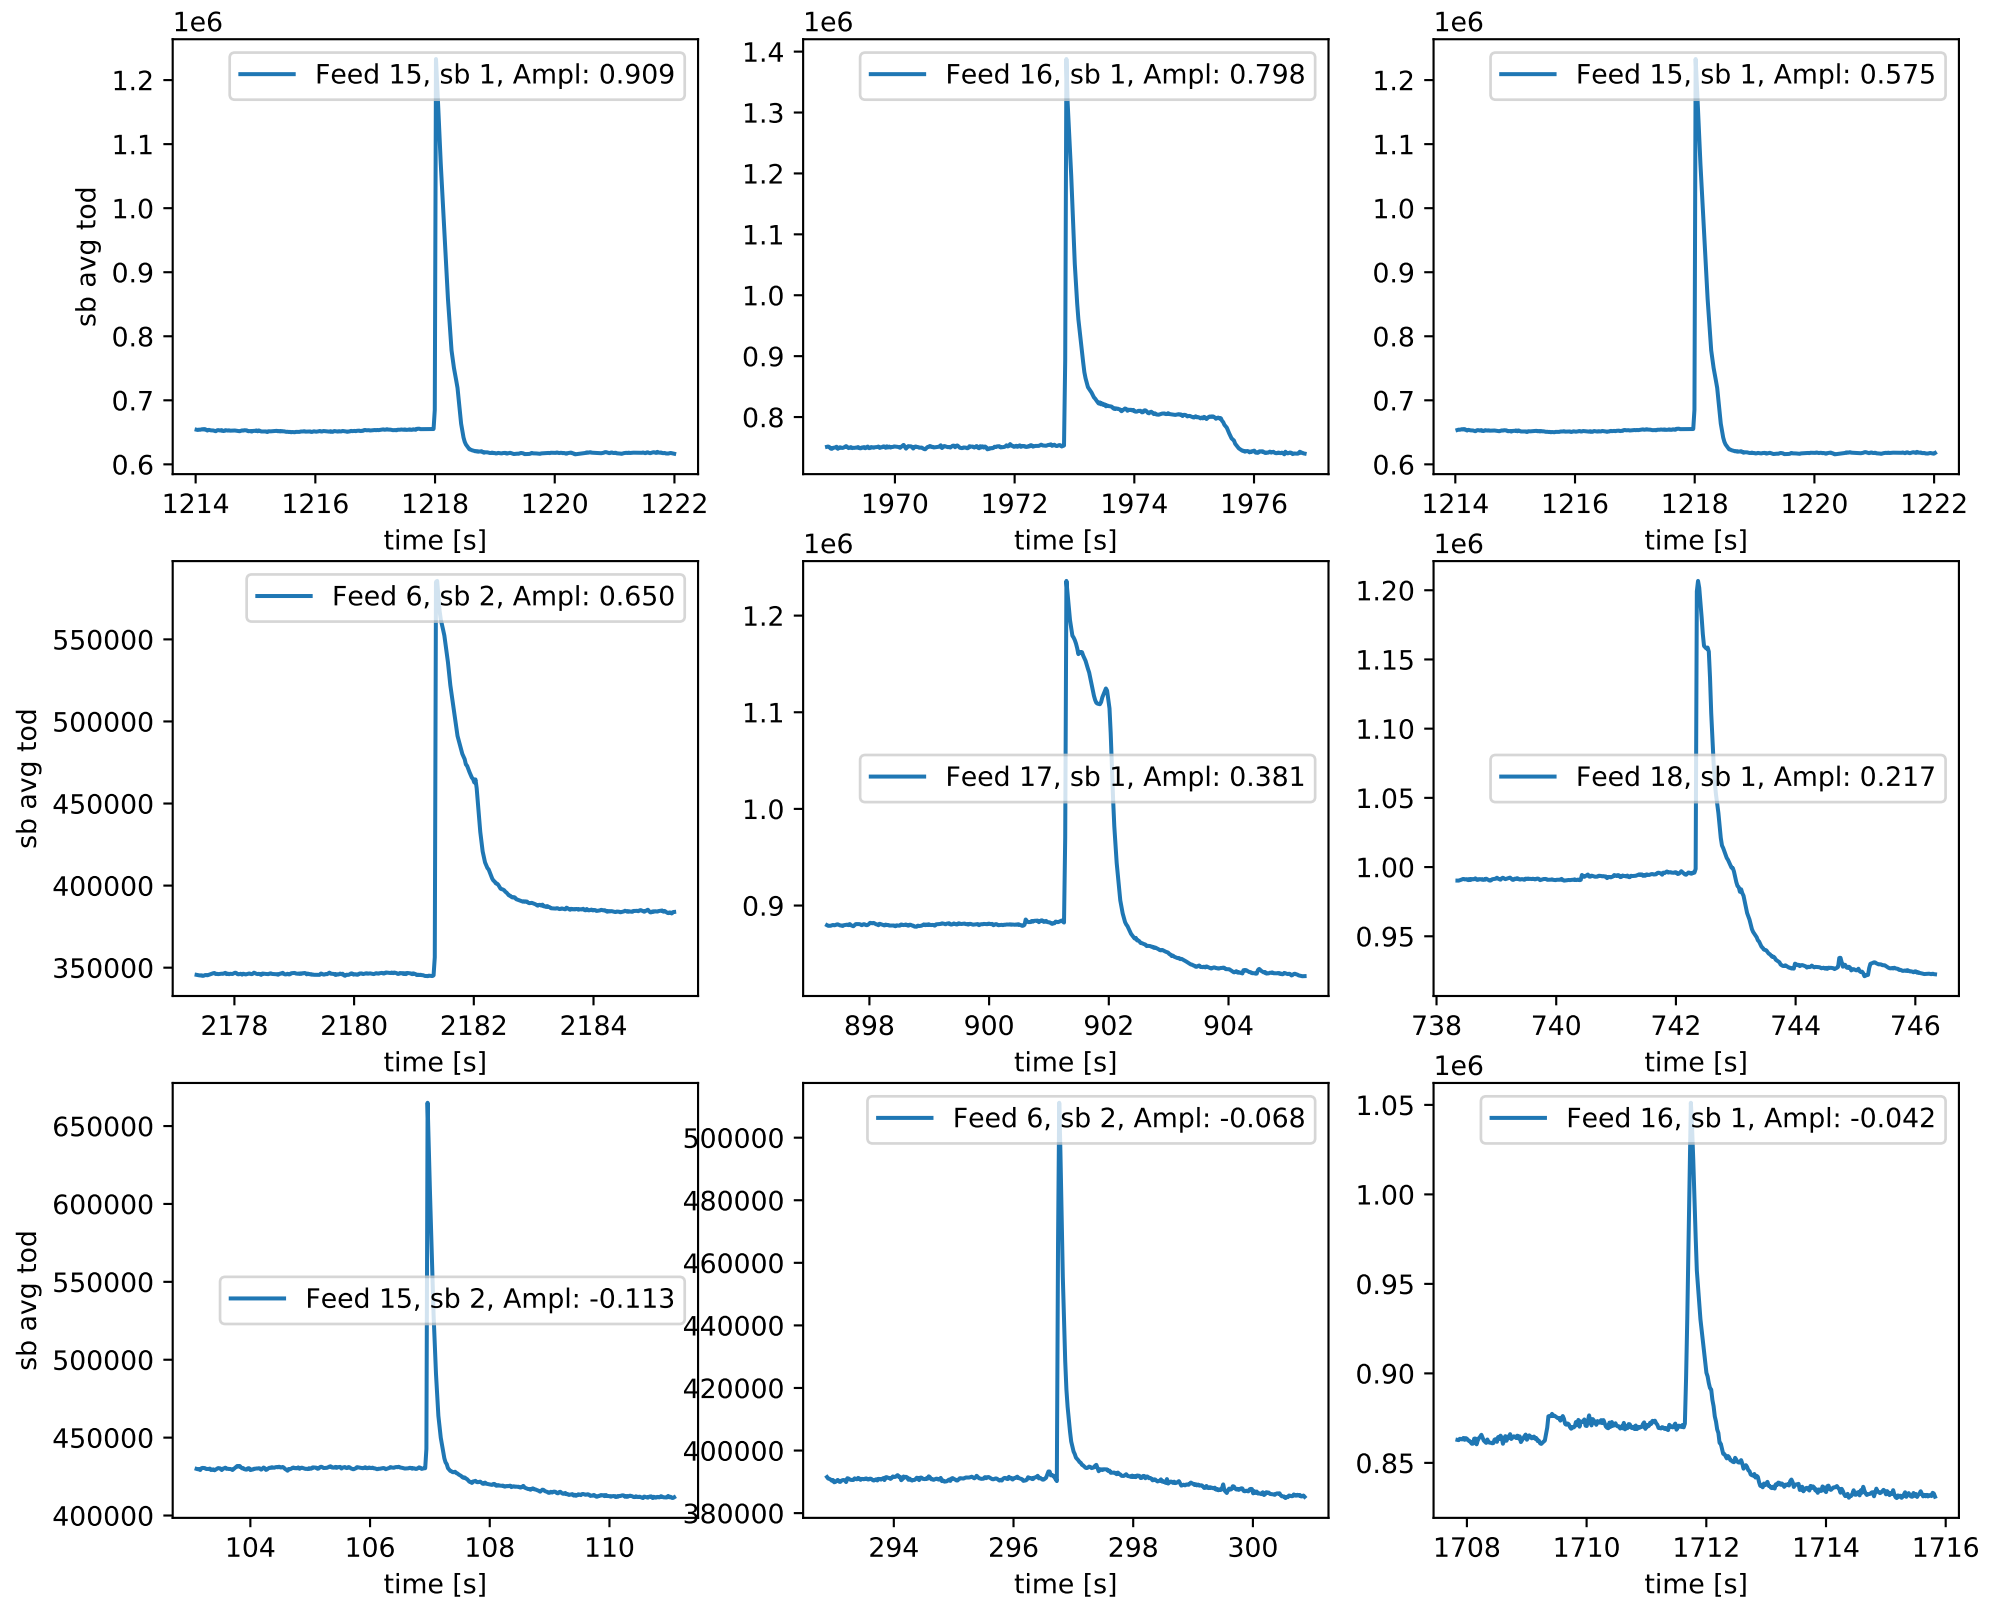 1e6
1e6
1e6
Feed 15, sb 1, Ampl: 0.909
Feed 16, sb 1, Ampl: 0.798
Feed 15, sb 1, Ampl: 0.575
sb avg tod
1.2
1.1
1.0
0.9
0.8
0.7
0.6
1214 1216 1218 1220 1222
time [s]
1.4
1.3
1.2
1.1
1.0
0.9
0.8
1970 1972 1974 1976
time [s]
1.2
1.1
1.0
0.9
0.8
0.7
0.6
1214 1216 1218 1220 1222
time [s]
1e6
1e6
Feed 6, sb 2, Ampl: 0.650
sb avg tod
550000
500000
450000
400000
350000
2178 2180 2182 2184
time [s]
1.2
1.1
1.0
0.9
Feed 17, sb 1, Ampl: 0.381
898 900 902 904
time [s]
1.20
1.15
1.10
1.05
1.00
0.95
Feed 18, sb 1, Ampl: 0.217
738 740 742 744 746
time [s]
1e6
sb avg tod
650000
600000
550000
500000
450000
400000
Feed 15, sb 2, Ampl: -0.113
104 106 108 110
time [s]
Feed 6, sb 2, Ampl: -0.068
500000
480000
460000
440000
420000
400000
380000
294 296 298 300
time [s]
Feed 16, sb 1, Ampl: -0.042
1.05
1.00
0.95
0.90
0.85
1708 1710 1712 1714 1716
time [s]